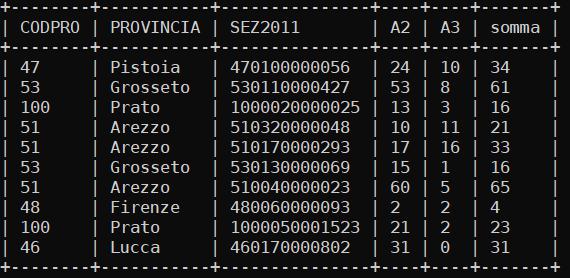 +--------+-----------+---------------+----+----+-------+
| CODPRO | PROVINCIA | SEZ2011       | A2 | A3 | somma |
+--------+-----------+---------------+----+----+-------+
| 47     | Pistoia   | 470100000056  | 24 | 10 | 34    |
| 53     | Grosseto  | 530110000427  | 53 | 8  | 61    |
| 100    | Prato     | 1000020000025 | 13 | 3  | 16    |
| 51     | Arezzo    | 510320000048  | 10 | 11 | 21    |
| 51     | Arezzo    | 510170000293  | 17 | 16 | 33    |
| 53     | Grosseto  | 530130000069  | 15 | 1  | 16    |
| 51     | Arezzo    | 510040000023  | 60 | 5  | 65    |
| 48     | Firenze   | 480060000093  | 2  | 2  | 4     |
| 100    | Prato     | 1000050001523 | 21 | 2  | 23    |
| 46     | Lucca     | 460170000802  | 31 | 0  | 31    |
+--------+-----------+---------------+----+----+-------+